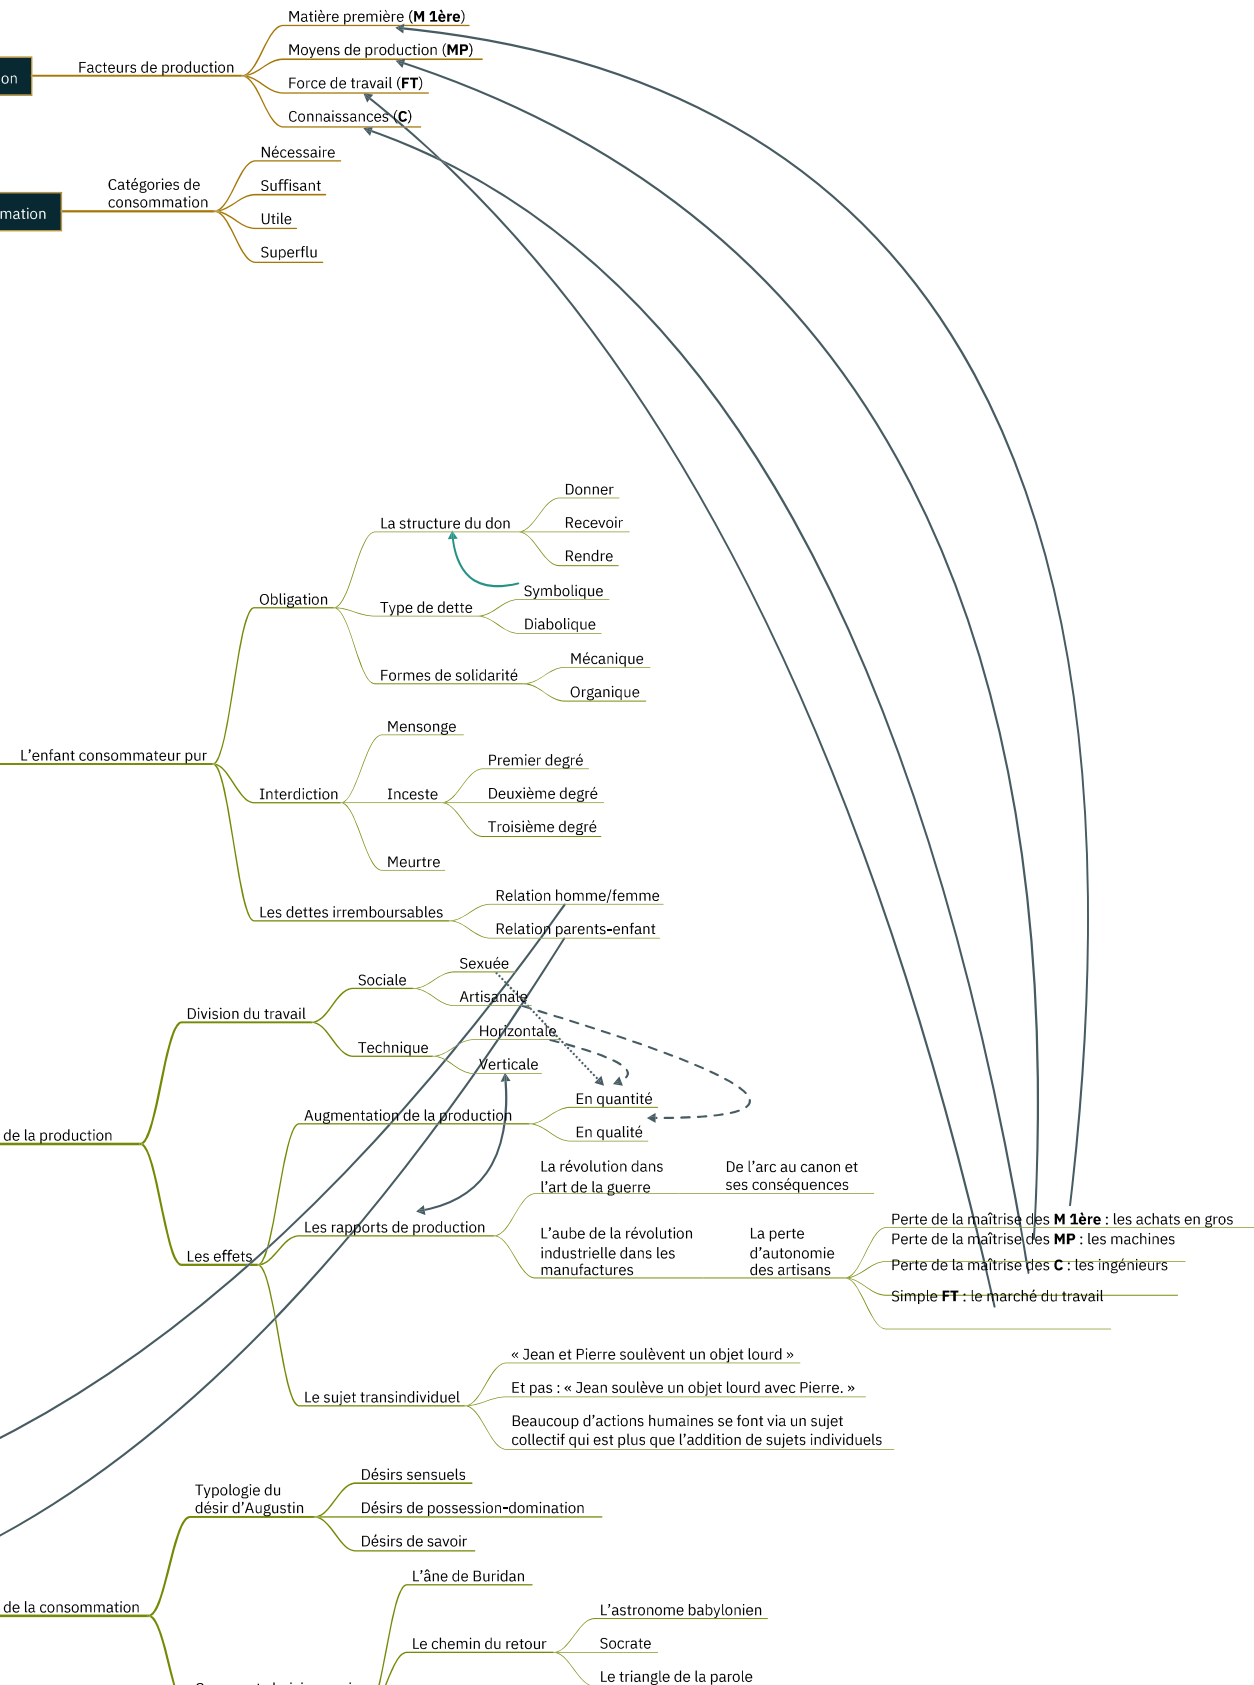 Matière première (M 1ère)
Moyens de production (MP)
on
Facteurs de production
Force de travail (FT)
Connaissances (C)
Nécessaire
mation
Catégories de
consommation
Suffisant
Utile
Superflu
Donner
La structure du don
Recevoir
Rendre
Obligation
Type de dette
Symbolique
Diabolique
Formes de solidarité
Mécanique
Organique
L'enfant consommateur pur
Mensonge
Interdiction
Inceste
Premier degré
Deuxième degré
Troisième degré
Meurtre
Les dettes irremboursables
Relation homme/femme
Relation parents-enfant
Division du travail
Sociale
Sexuée
Artisanale
Technique
Horizontale
Verticale
de la production
Augmentation de la production
En quantité
En qualité
Les effets
Les rapports de production
La révolution dans
l'art de la guerre
De l'arc au canon et
ses conséquences
L'aube de la révolution
industrielle dans les
manufactures
La perte
d'autonomie
des artisans
Perte de la maîtrise des M 1ère : les achats en gros
Perte de la maîtrise des MP : les machines
Perte de la maîtrise des C : les ingénieurs
Simple FT : le marché du travail
Le sujet transindividuel
« Jean et Pierre soulèvent un objet lourd »
Et pas : « Jean soulève un objet lourd avec Pierre. »
Beaucoup d'actions humaines se font via un sujet
collectif qui est plus que l'addition de sujets individuels
de la consommation
Typologie du
désir d'Augustin
Désirs sensuels
Désirs de possession-domination
Désirs de savoir
L'âne de Buridan
Le chemin du retour
L'astronome babylonien
Socrate
Le triangle de la parole